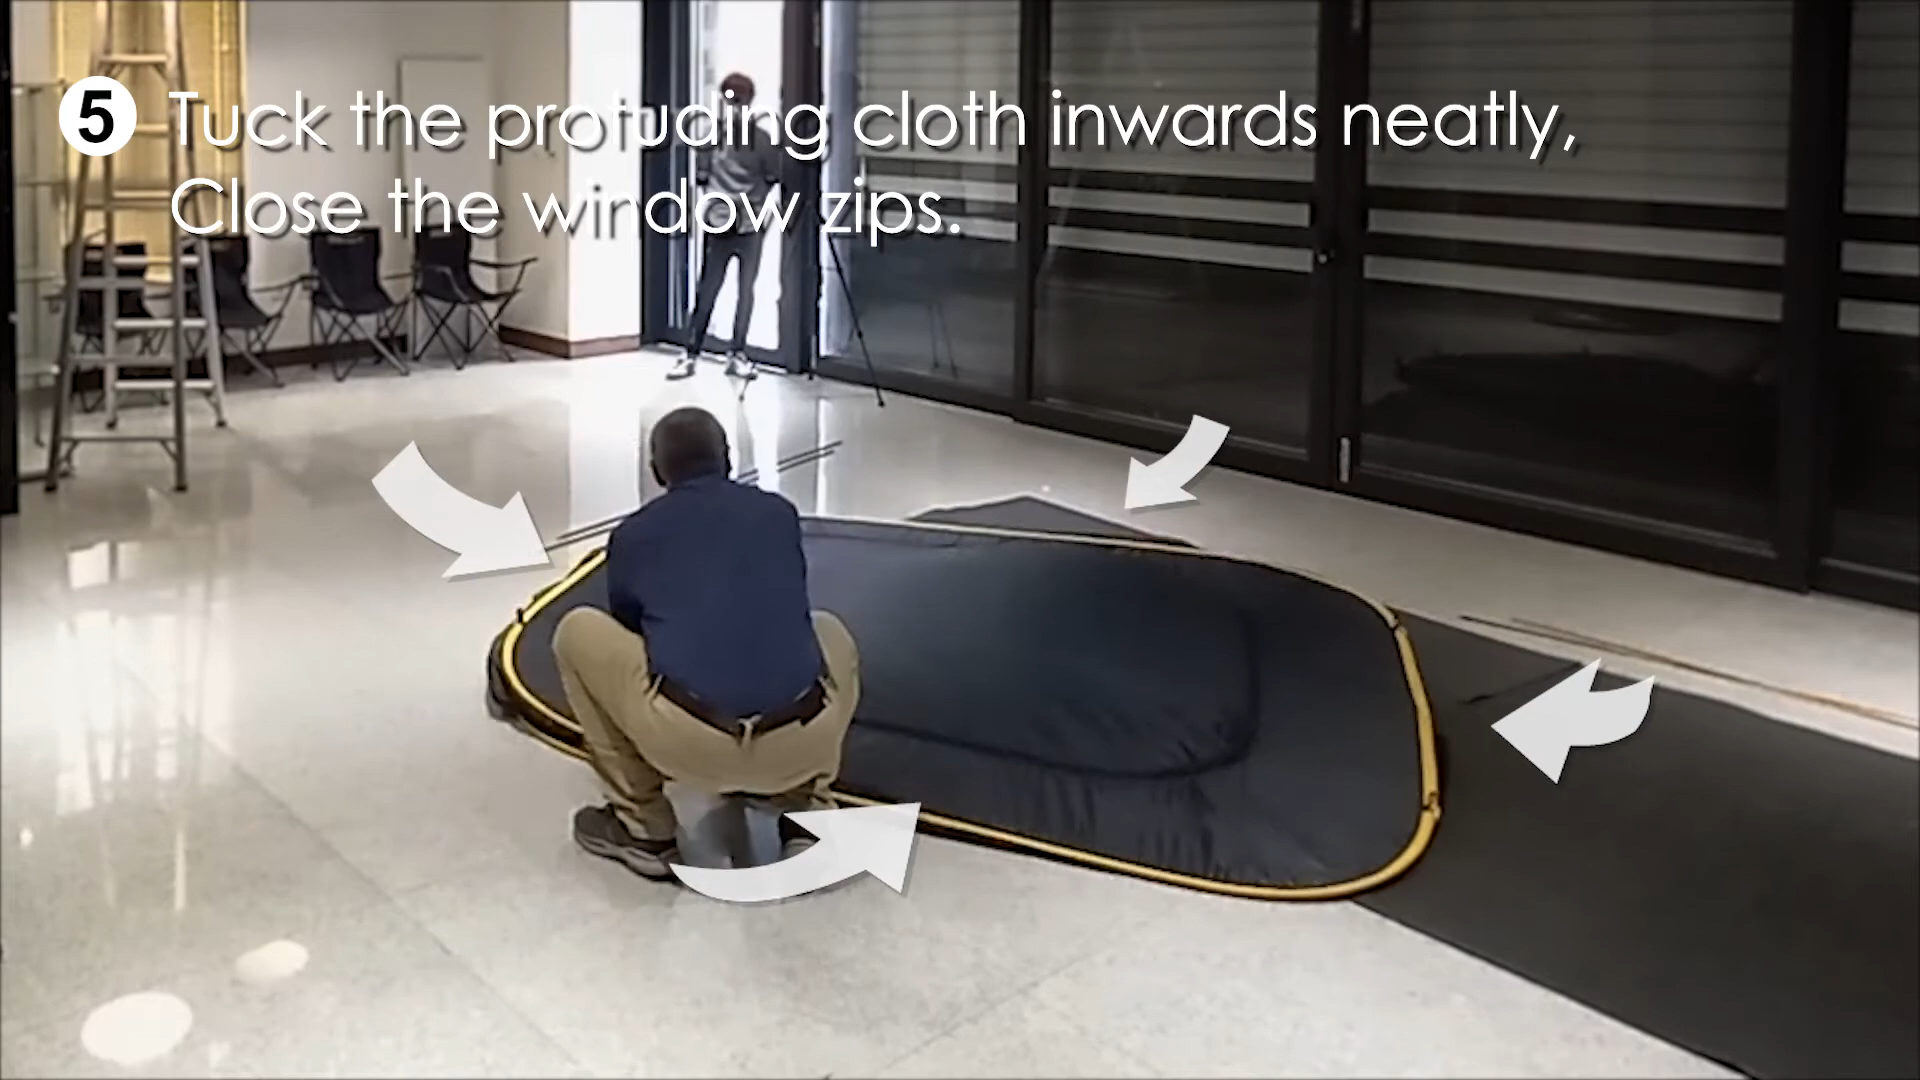 5 Tuck the protuding cloth inwards neatly,
Close the window zips.